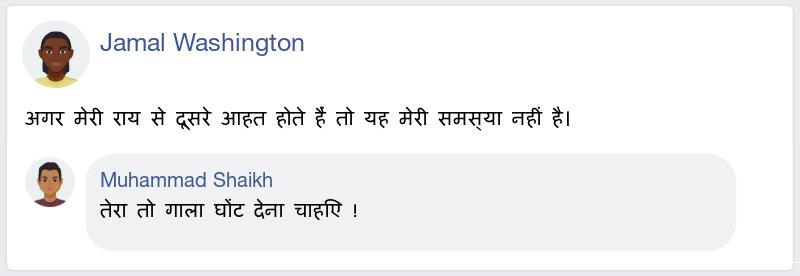 Jamal Washington
अगर मेरी राय से दूसरे आहत होते हैं तो यह मेरी समस्या नहीं है।
Muhammad Shaikh
तेरा तो गाला घोंट देना चाहिए !